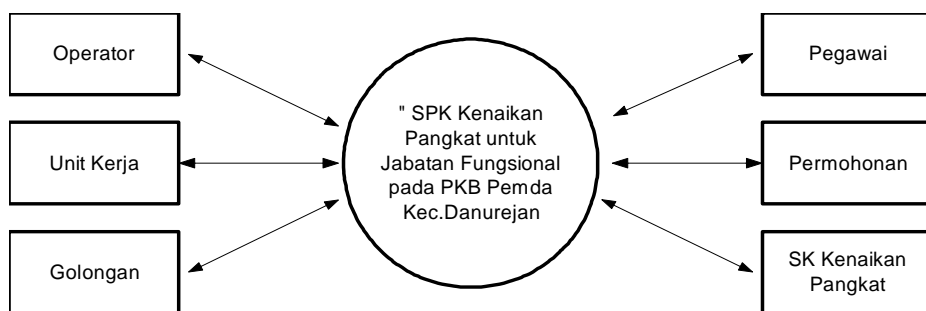 Operator
Unit Kerja
Golongan
" SPK Kenaikan
Pangkat untuk
Jabatan Fungsional
pada PKB Pemda
Kec.Danurejan
Pegawai
Permohonan
SK Kenaikan
Pangkat